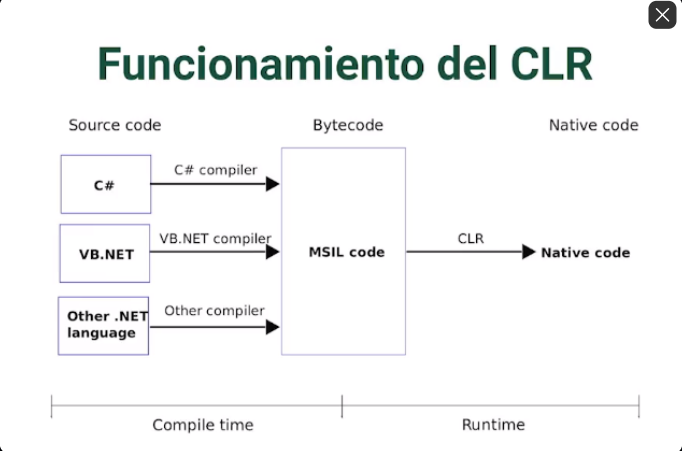 Funcionamiento del CLR
Source code
Bytecode
Native code
C#
C# compiler
VB.NET
VB.NET compiler
MSIL code
CLR
Native code
Other .NET
language
Other compiler
Compile time
Runtime